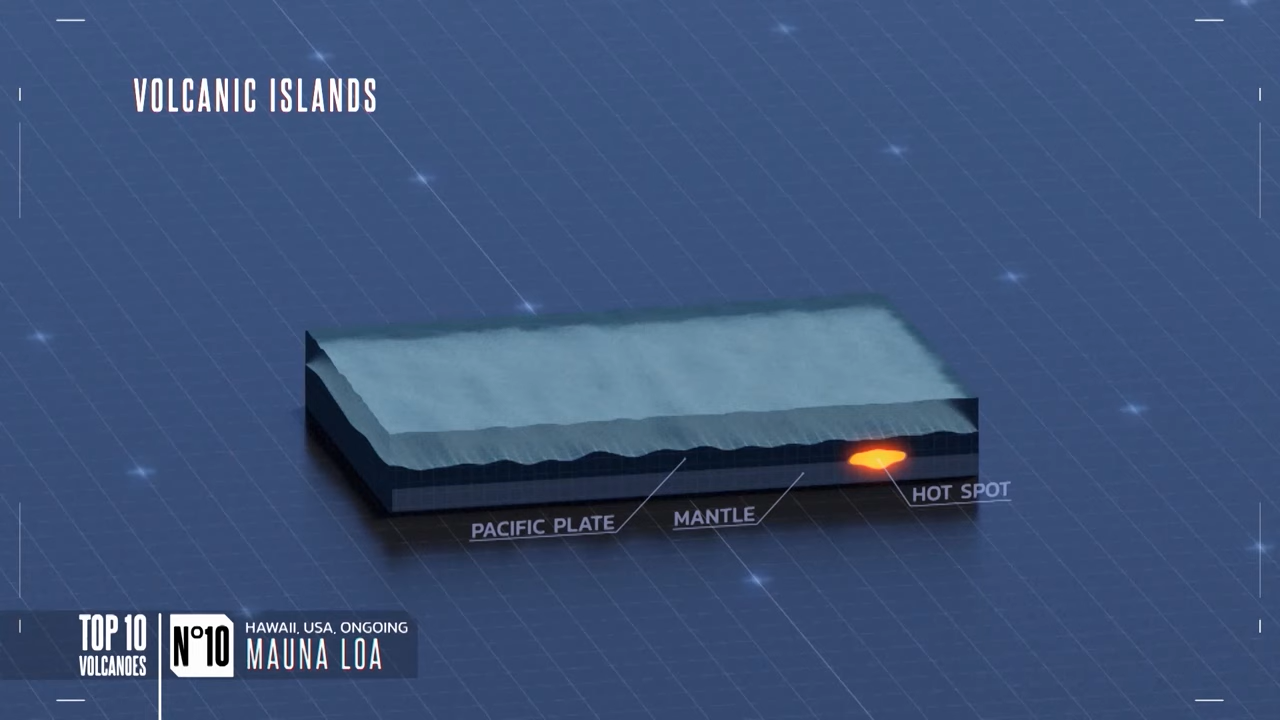 VOLCANIC ISLANDS
PACIFIC PLATE
MANTLE
HOT SPOT
TOP 10
VOLCANOES
N°10
HAWAII, USA, ONGOING
MAUNA LOA